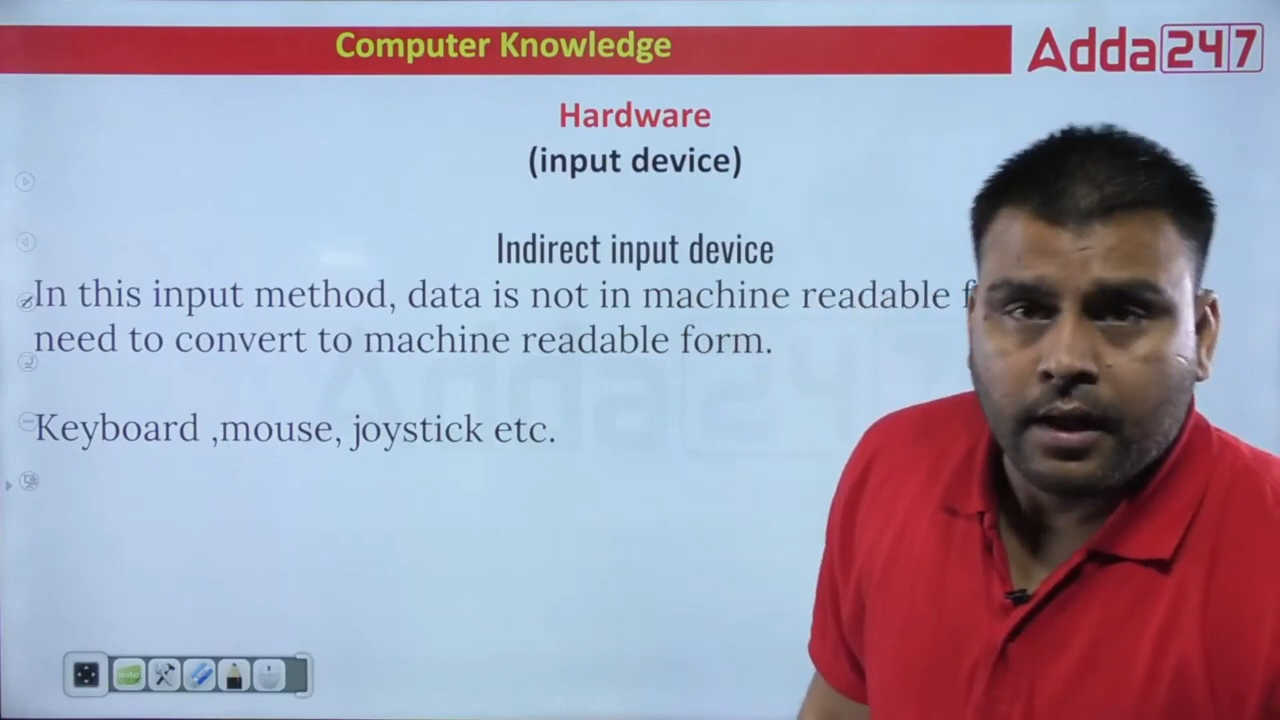 Computer Knowledge
Adda247
Hardware
(input device)
Indirect input device
In this input method, data is not in machine readable
need to convert to machine readable form.
Keyboard ,mouse, joystick etc.